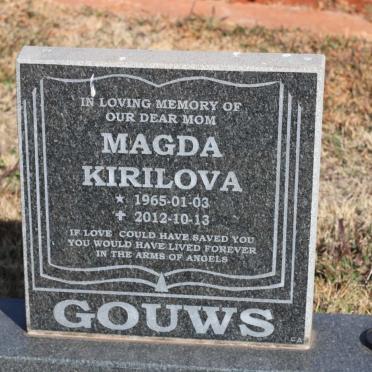 IN LOVING MEMORY OF
OUR DEAR MOM
MAGDA
KIRILOVA
★ 1965-01-03
✝ 2012-10-13
IF LOVE COULD HAVE SAVED YOU
YOU WOULD HAVE LIVED FOREVER
IN THE ARMS OF ANGELS
GOUWS